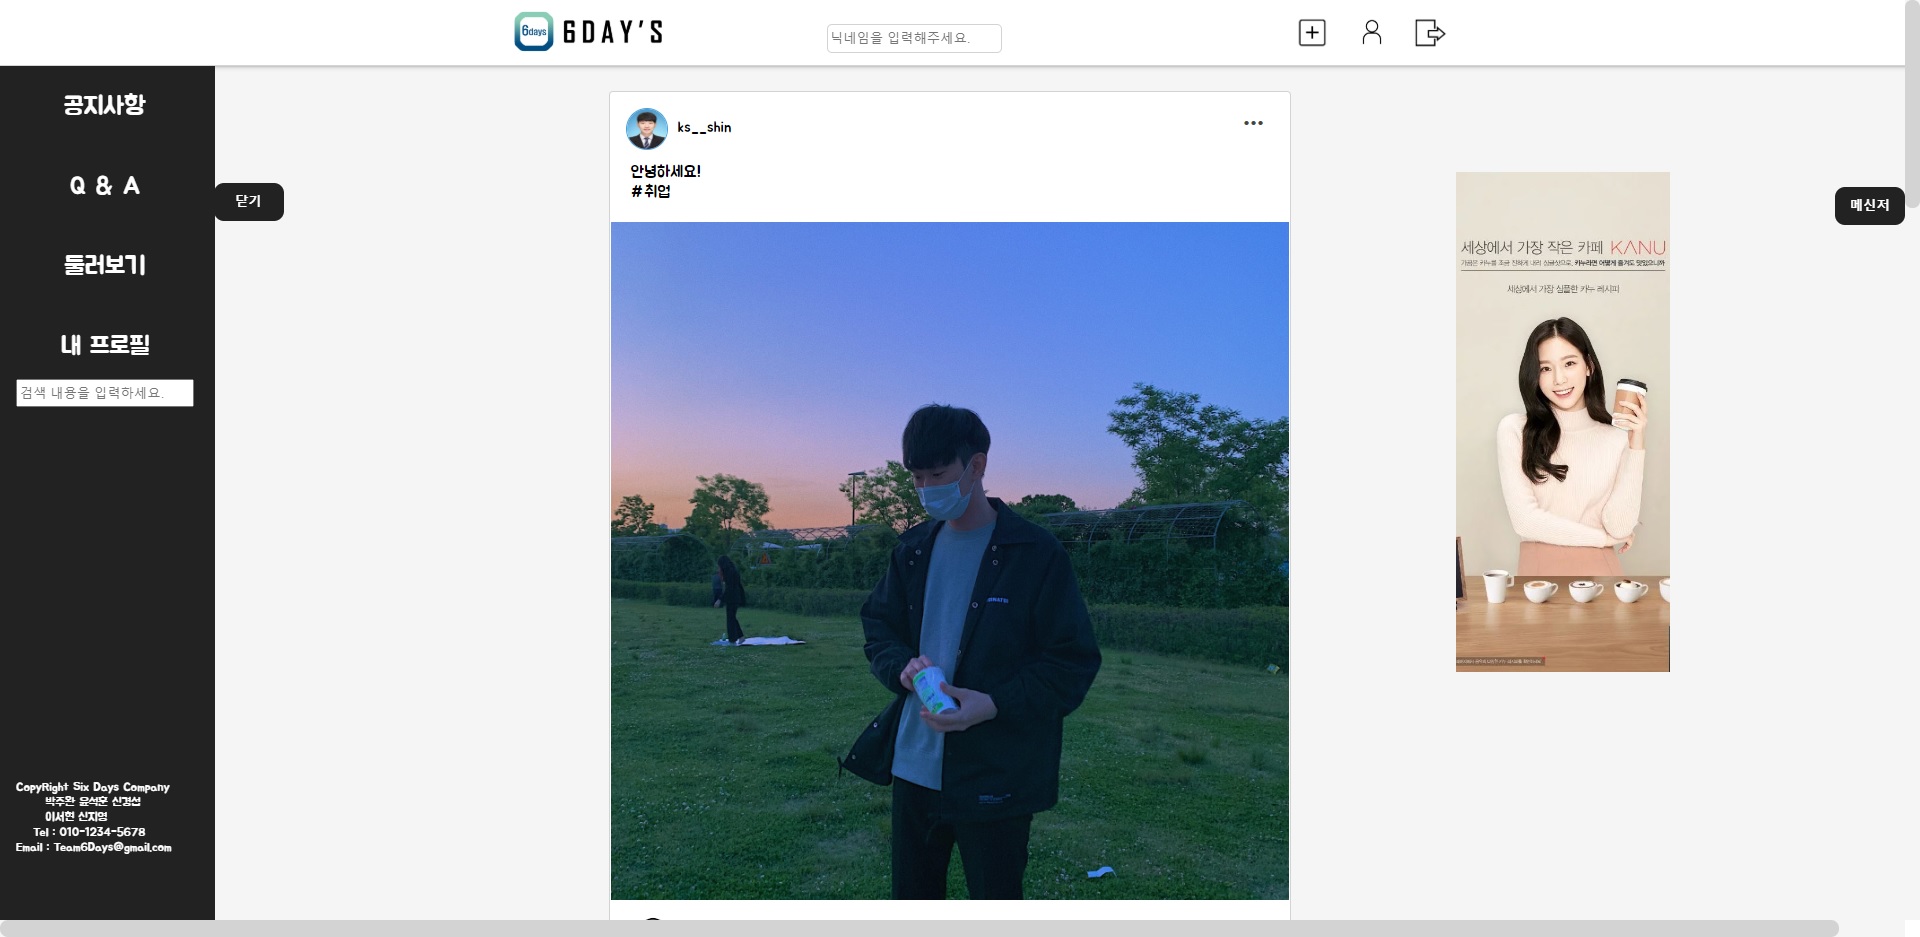 6days 6DAY'S
닉네임을 입력해주세요.
공지사항
Q & A
둘러보기
내 프로필
검색 내용을 입력하세요.
CopyRight Six Days Company
박주완 윤석훈 신경섭
이서현 신지영
Tel : 010-1234-5678
Email : Team6Days@gmail.com
닫기
ks__shin
안녕하세요!
#취업
메신저
세상에서 가장 작은 카페 KANU
세상에서 가장 심플한 카누 레시피